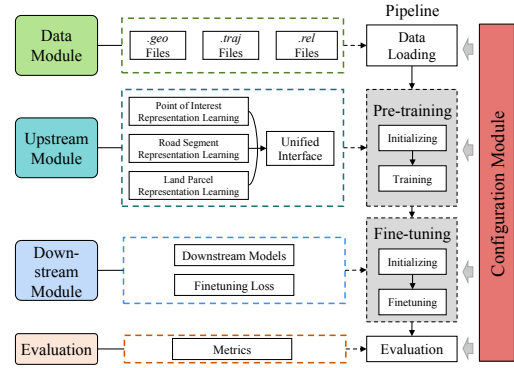 Pipeline
Data
Module
.geo
Files
.traj
Files
.rel
Files
Data
Loading
Upstream
Module
Point of Interest
Representation Learning
Road Segment
Representation Learning
Land Parcel
Representation Learning
Unified
Interface
Pre-training
Initializing
Training
Down-
stream
Module
Downstream Models
Finetuning Loss
Fine-tuning
Initializing
Finetuning
Evaluation
Metrics
Evaluation
Configuration Module